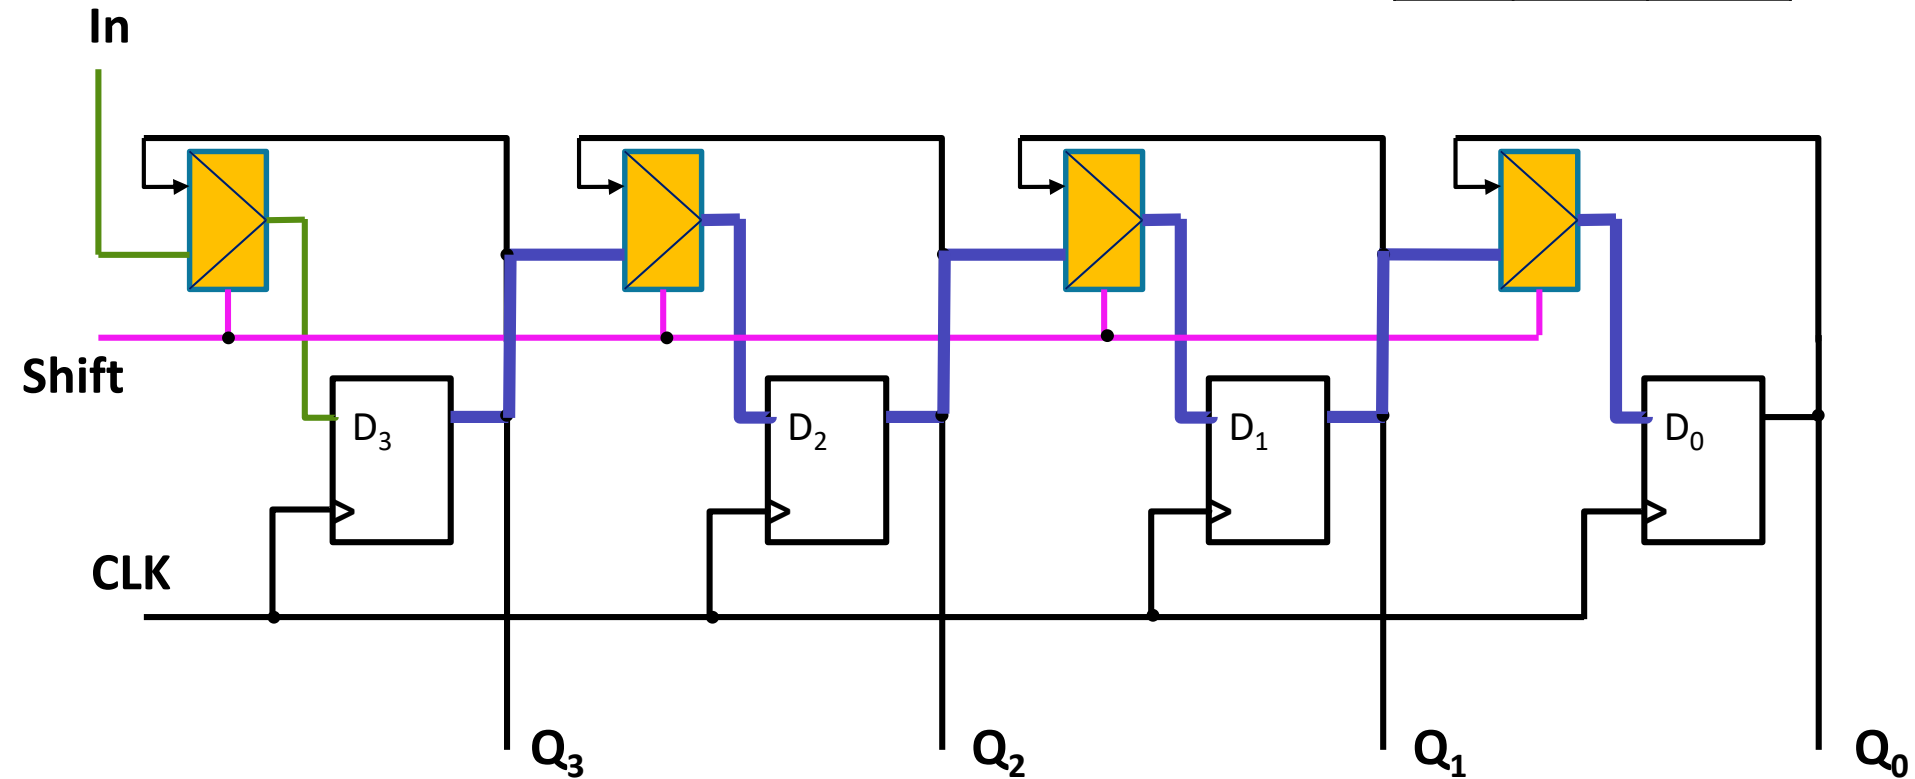 In
Shift
D₃ D₂ D₁ D₀
CLK
Q₃ Q₂ Q₁ Q₀